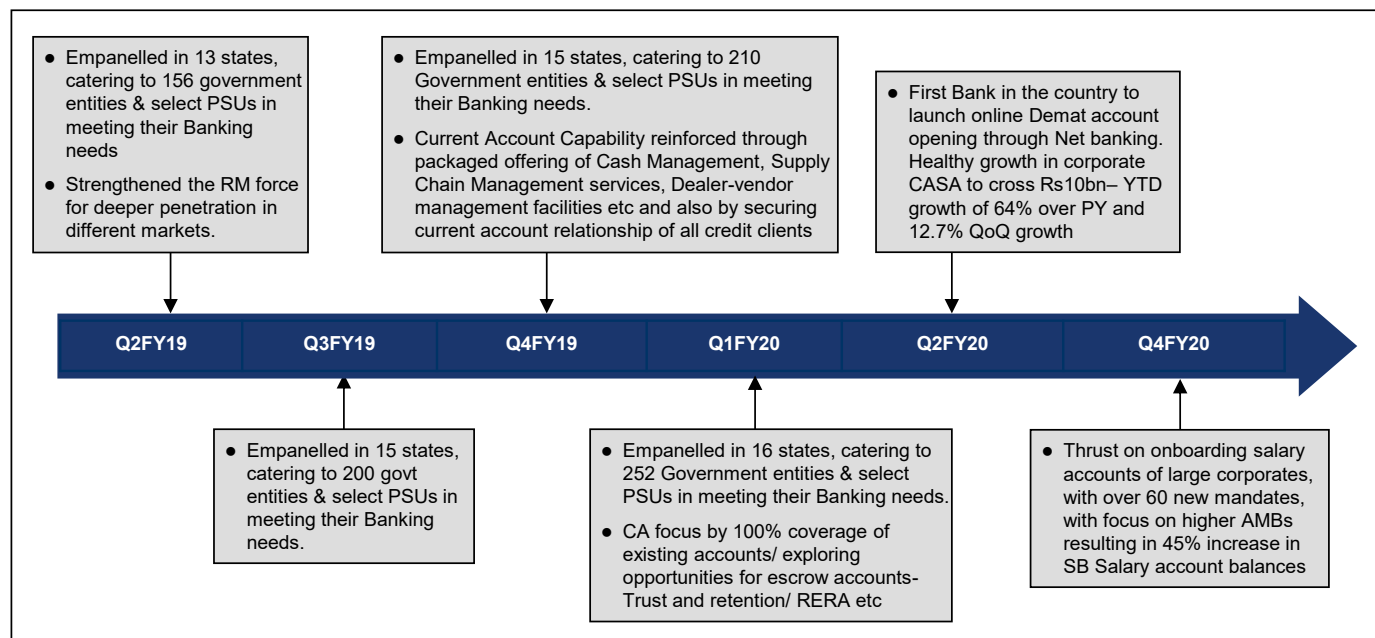 ● Empanelled in 13 states,
catering to 156 government
entities & select PSUs in
meeting their Banking
needs
● Strengthened the RM force
for deeper penetration in
different markets.
● Empanelled in 15 states, catering to 210
Government entities & select PSUs in meeting
their Banking needs.
● Current Account Capability reinforced through
packaged offering of Cash Management, Supply
Chain Management services, Dealer-vendor
management facilities etc and also by securing
current account relationship of all credit clients
● First Bank in the country to
launch online Demat account
opening through Net banking.
Healthy growth in corporate
CASA to cross Rs10bn– YTD
growth of 64% over PY and
12.7% QoQ growth
Q2FY19 Q3FY19 Q4FY19 Q1FY20 Q2FY20 Q4FY20
● Empanelled in 15 states,
catering to 200 govt
entities & select PSUs in
meeting their Banking
needs.
● Empanelled in 16 states, catering to
252 Government entities & select
PSUs in meeting their Banking needs.
● CA focus by 100% coverage of
existing accounts/ exploring
opportunities for escrow accounts-
Trust and retention/ RERA etc
● Thrust on onboarding salary
accounts of large corporates,
with over 60 new mandates,
with focus on higher AMBs
resulting in 45% increase in
SB Salary account balances